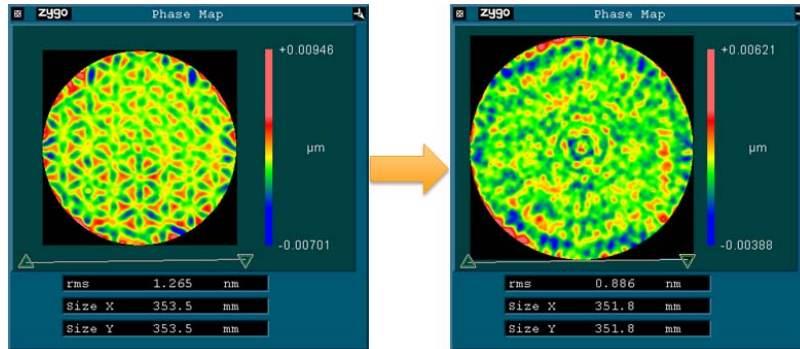 zygo Phase Map
+0.00946
µm
-0.00701
rms 1.265 nm
Size X 353.5 mm
Size Y 353.5 mm
zygo Phase Map
+0.00621
µm
-0.00388
rms 0.886 nm
Size X 351.8 mm
Size Y 351.8 mm